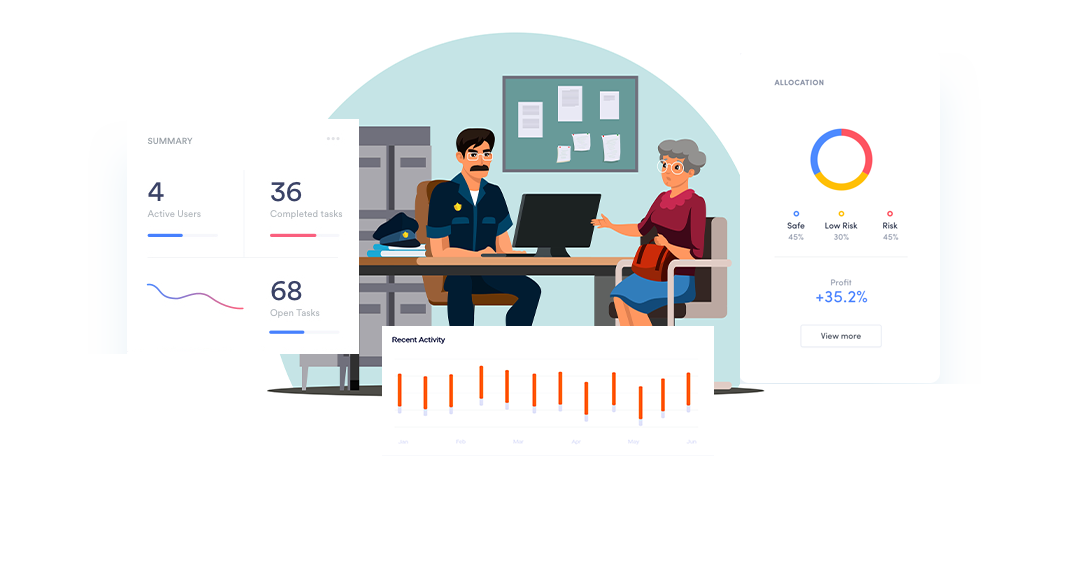 SUMMARY
4
Active Users
36
Completed tasks
68
Open Tasks
Recent Activity
Jan
Feb
Mar
Apr
May
Jun
ALLOCATION
Safe
Low Risk
Risk
45%
30%
45%
Profit
+35.2%
View more